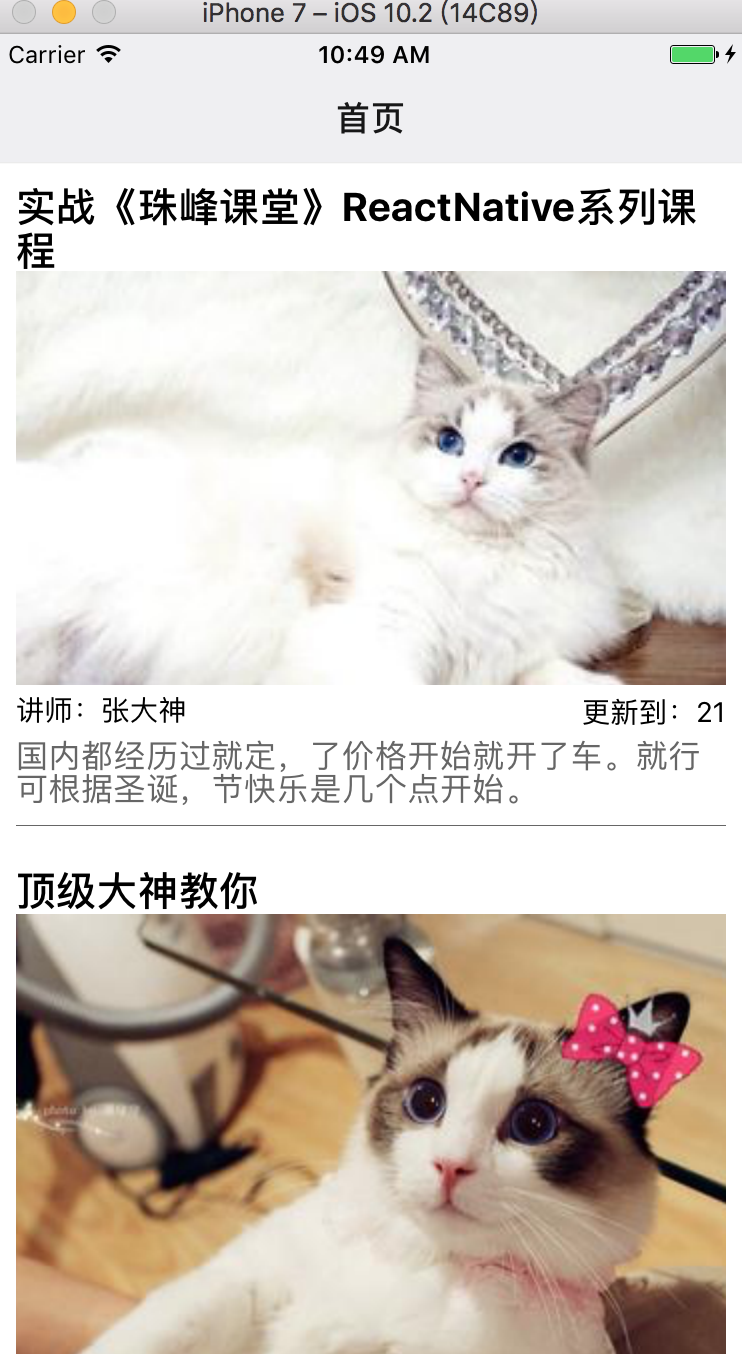 iPhone 7 – iOS 10.2 (14C89)
Carrier
10:49 AM
首页
实战《珠峰课堂》ReactNative系列课
程
讲师：张大神
更新到：21
国内都经历过就定，了价格开始就开了车。就行
可根据圣诞，节快乐是几个点开始。
顶级大神教你